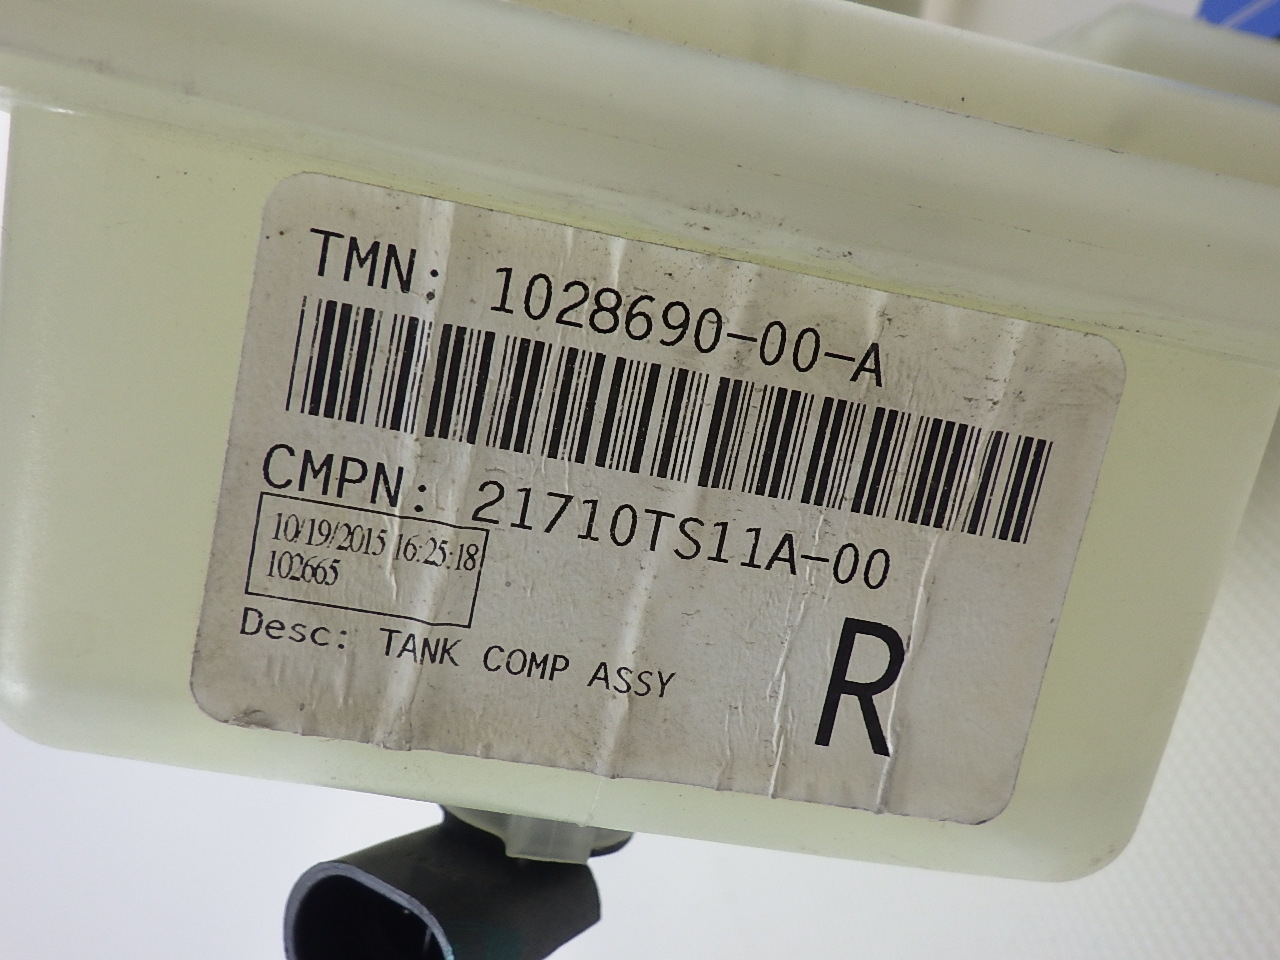 TMN: 1028690-00-A
CMPN: 21710TS11A-00
10/19/2015 16:25:18
102665
Desc: TANK COMP ASSY
R